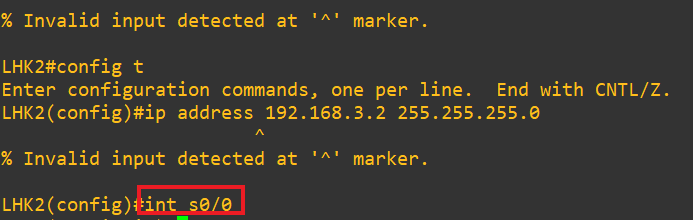 % Invalid input detected at '^' marker.
LHK2#config t
Enter configuration commands, one per line.  End with CNTL/Z.
LHK2(config)#ip address 192.168.3.2 255.255.255.0
^
% Invalid input detected at '^' marker.
LHK2(config)#int s0/0